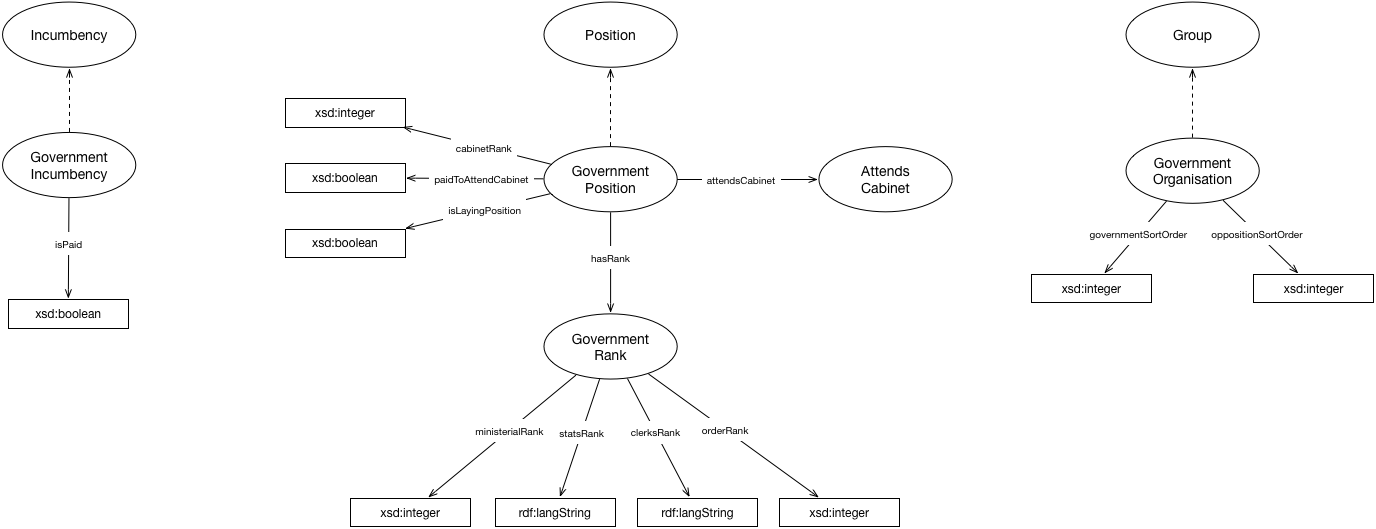 Incumbency
Position
Group
xsd:integer
cabinetRank
Government
Incumbency
xsd:boolean
paidToAttendCabinet
Government
Position
attendsCabinet
Attends
Cabinet
Government
Organisation
isLayingPosition
xsd:boolean
isPaid
hasRank
governmentSortOrder
oppositionSortOrder
xsd:boolean
xsd:integer
xsd:integer
Government
Rank
ministerialRank
statsRank
clerksRank
orderRank
xsd:integer
rdf:langString
rdf:langString
xsd:integer